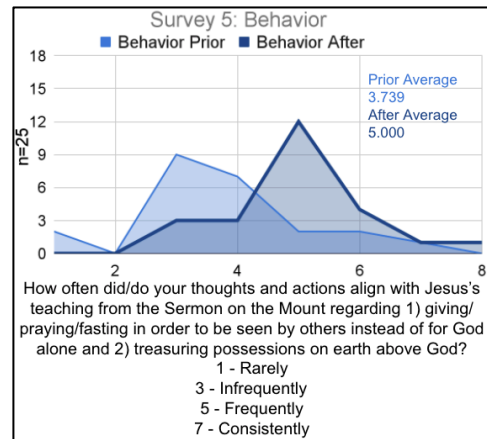 Survey 5: Behavior
Behavior Prior Behavior After
18
15
12
9
6
3
0
n=25
Prior Average
3.739
After Average
5.000
2 4 6 8
How often did/do your thoughts and actions align with Jesus's
teaching from the Sermon on the Mount regarding 1) giving/
praying/fasting in order to be seen by others instead of for God
alone and 2) treasuring possessions on earth above God?
1 - Rarely
3 - Infrequently
5 - Frequently
7 - Consistently